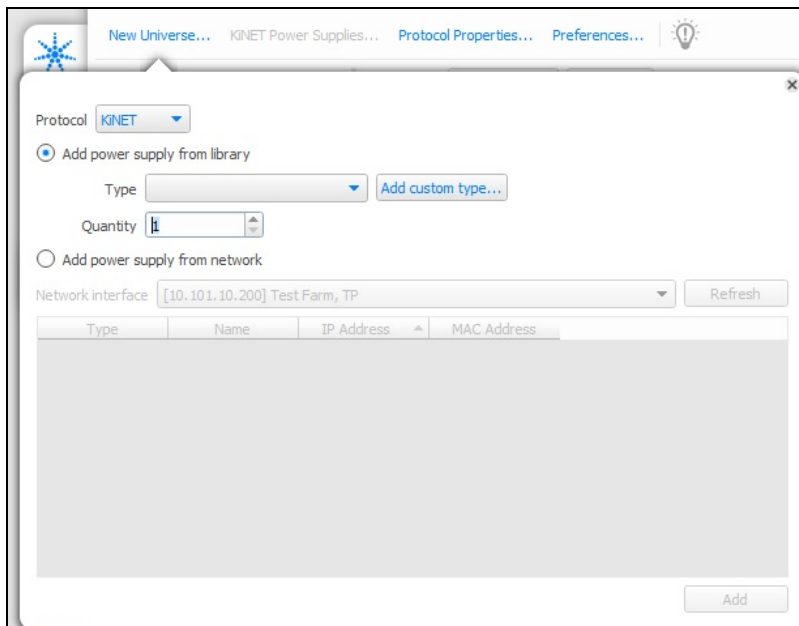 New Universe... KiNET Power Supplies... Protocol Properties... Preferences...
Protocol KiNET
Add power supply from library
Type Add custom type...
Quantity 1
Add power supply from network
Network interface [10.101.10.200] Test Farm, TP Refresh
Type Name IP Address MAC Address
Add